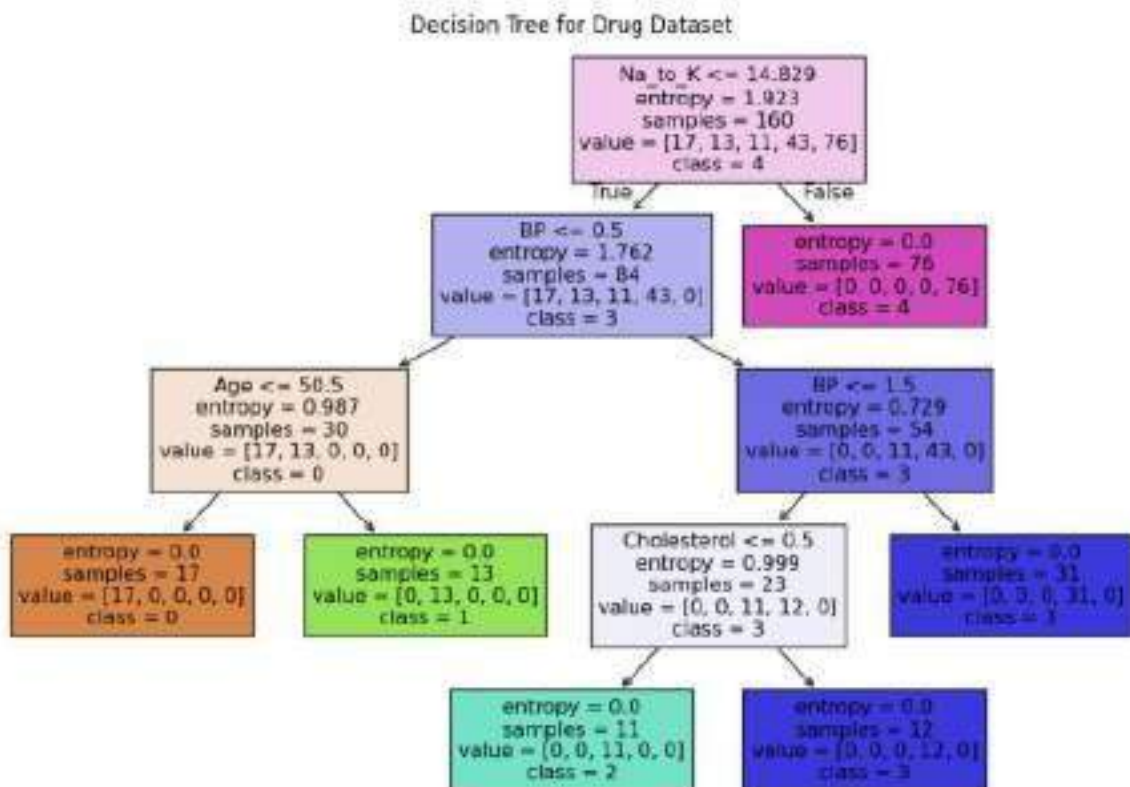 Decision Tree for Drug Dataset
Na_to_K <= 14.829
entropy = 1.923
samples = 160
value = [17, 13, 11, 43, 76]
class = 4
True
False
BP <= 0.5
entropy = 1.762
samples = 84
value = [17, 13, 11, 43, 0]
class = 3
entropy = 0.0
samples = 76
value = [0, 0, 0, 0, 76]
class = 4
Age <= 50.5
entropy = 0.987
samples = 30
value = [17, 13, 0, 0, 0]
class = 0
BP <= 1.5
entropy = 0.729
samples = 54
value = [0, 0, 11, 43, 0]
class = 3
entropy = 0.0
samples = 17
value = [17, 0, 0, 0, 0]
class = 0
entropy = 0.0
samples = 13
value = [0, 13, 0, 0, 0]
class = 1
Cholesterol <= 0.5
entropy = 0.999
samples = 23
value = [0, 0, 11, 12, 0]
class = 3
entropy = 0.0
samples = 31
value = [0, 0, 0, 31, 0]
class = 3
entropy = 0.0
samples = 11
value = [0, 0, 11, 0, 0]
class = 2
entropy = 0.0
samples = 12
value = [0, 0, 0, 12, 0]
class = 3